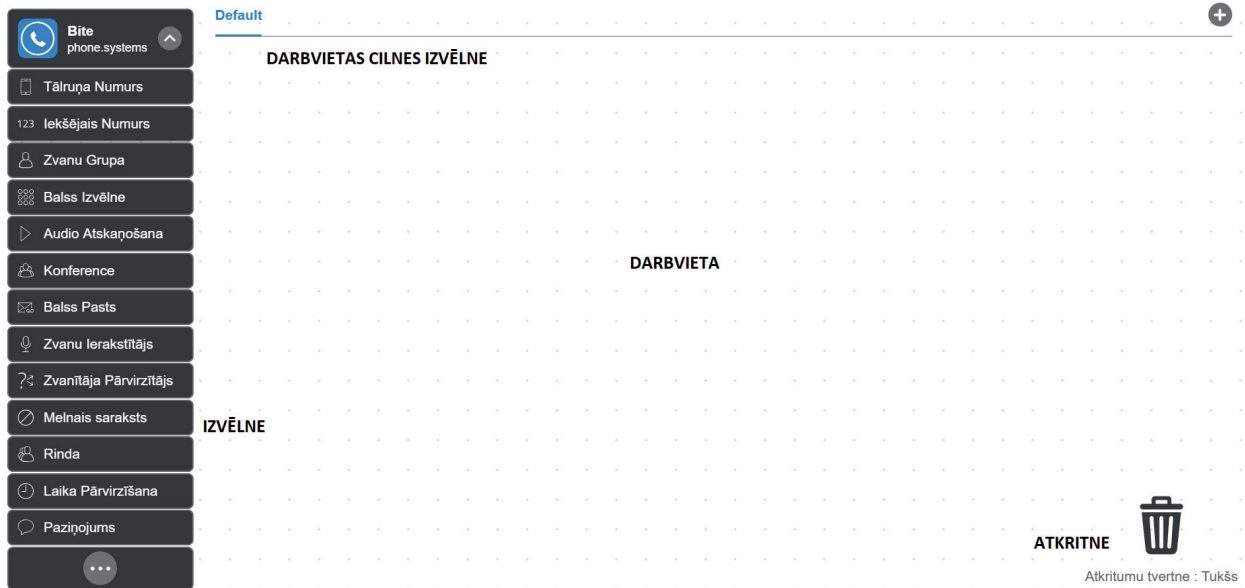 Bite
phone.systems
Default
DARBVIETAS CILNES IZVĒLNE
Tālruņa Numurs
123 Iekšējais Numurs
Zvanu Grupa
Balss Izvēlne
Audio Atskaņošana
Konference
DARBVIETA
Balss Pasts
Zvanu Ierakstītājs
Zvanītāja Pārvirzītājs
Melnais saraksts
IZVĒLNE
Rinda
Laika Pārvirzīšana
Paziņojums
ATKRITNE
Atkritumu tvertne : Tukšs